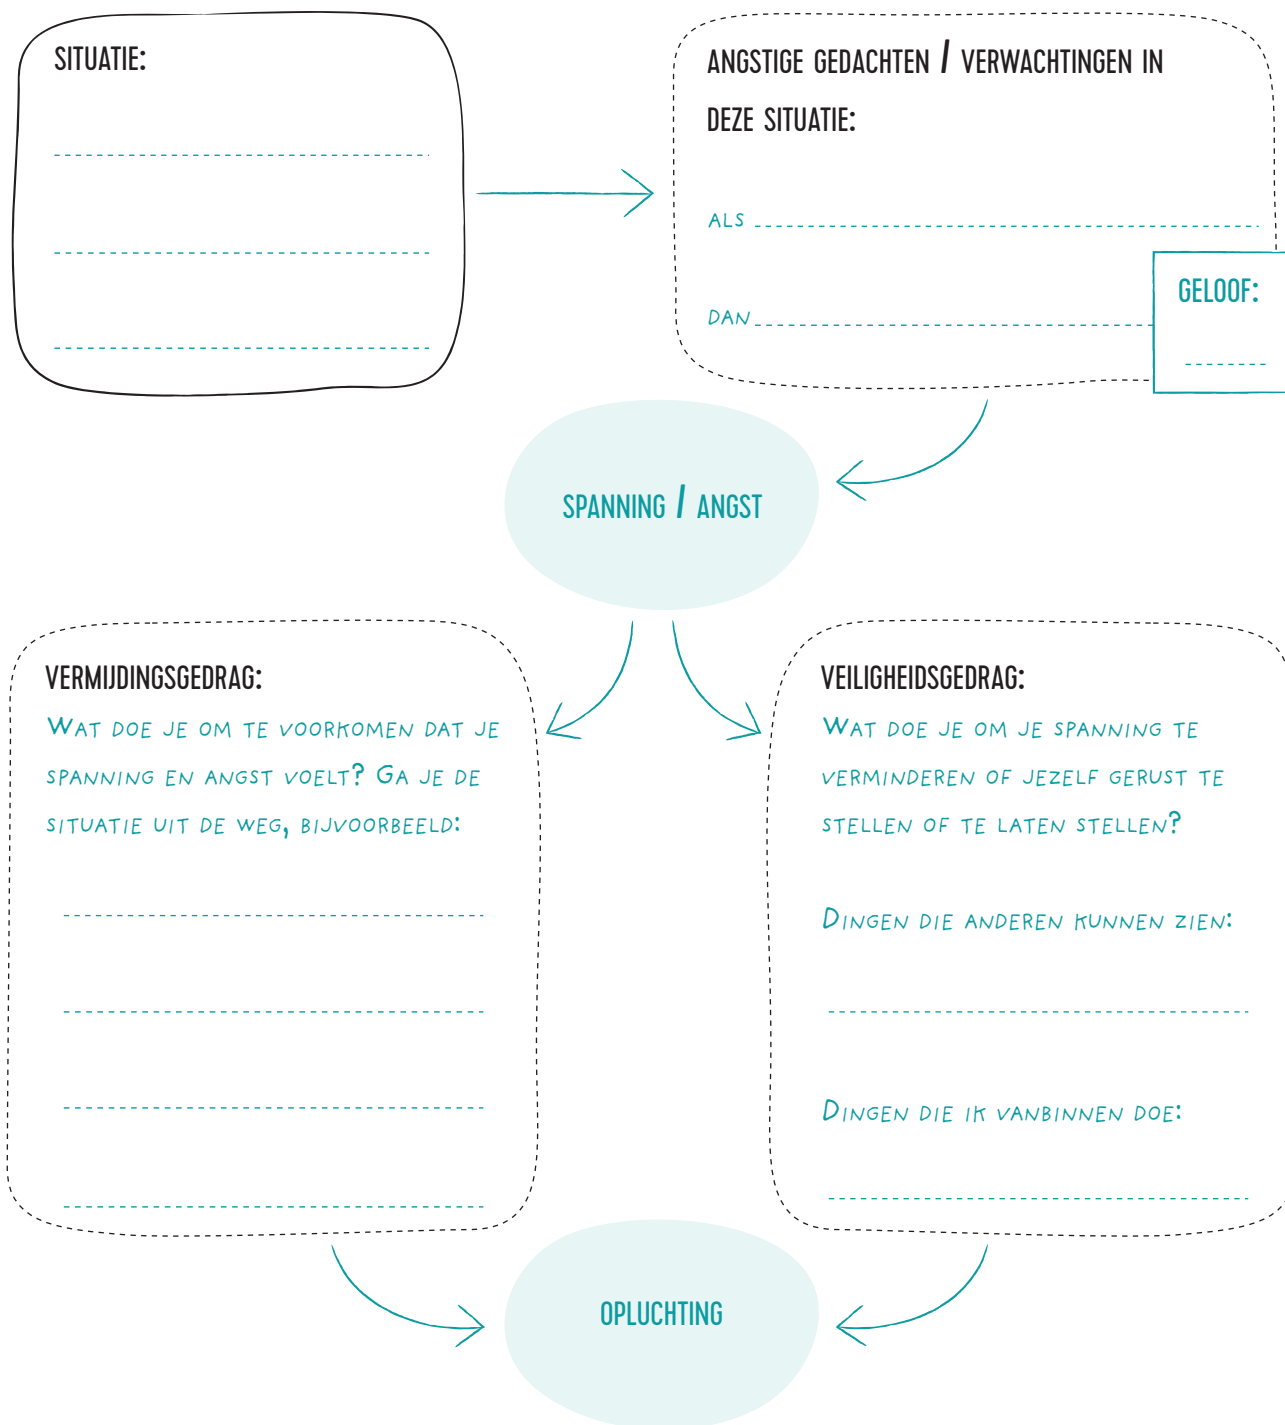 SITUATIE:
ANGSTIGE GEDACHTEN / VERWACHTINGEN IN
DEZE SITUATIE:
ALS
DAN
GELOOF:
SPANNING / ANGST
VERMIJDINGSGEDRAG:
WAT DOE JE OM TE VOORKOMEN DAT JE
SPANNING EN ANGST VOELT? GA JE DE
SITUATIE UIT DE WEG, BIJVOORBEELD:
VEILIGHEIDSGEDRAG:
WAT DOE JE OM JE SPANNING TE
VERMINDEREN OF JEZELF GERUST TE
STELLEN OF TE LATEN STELLEN?
DINGEN DIE ANDEREN KUNNEN ZIEN:
DINGEN DIE IK VANBINNEN DOE:
OPLUCHTING